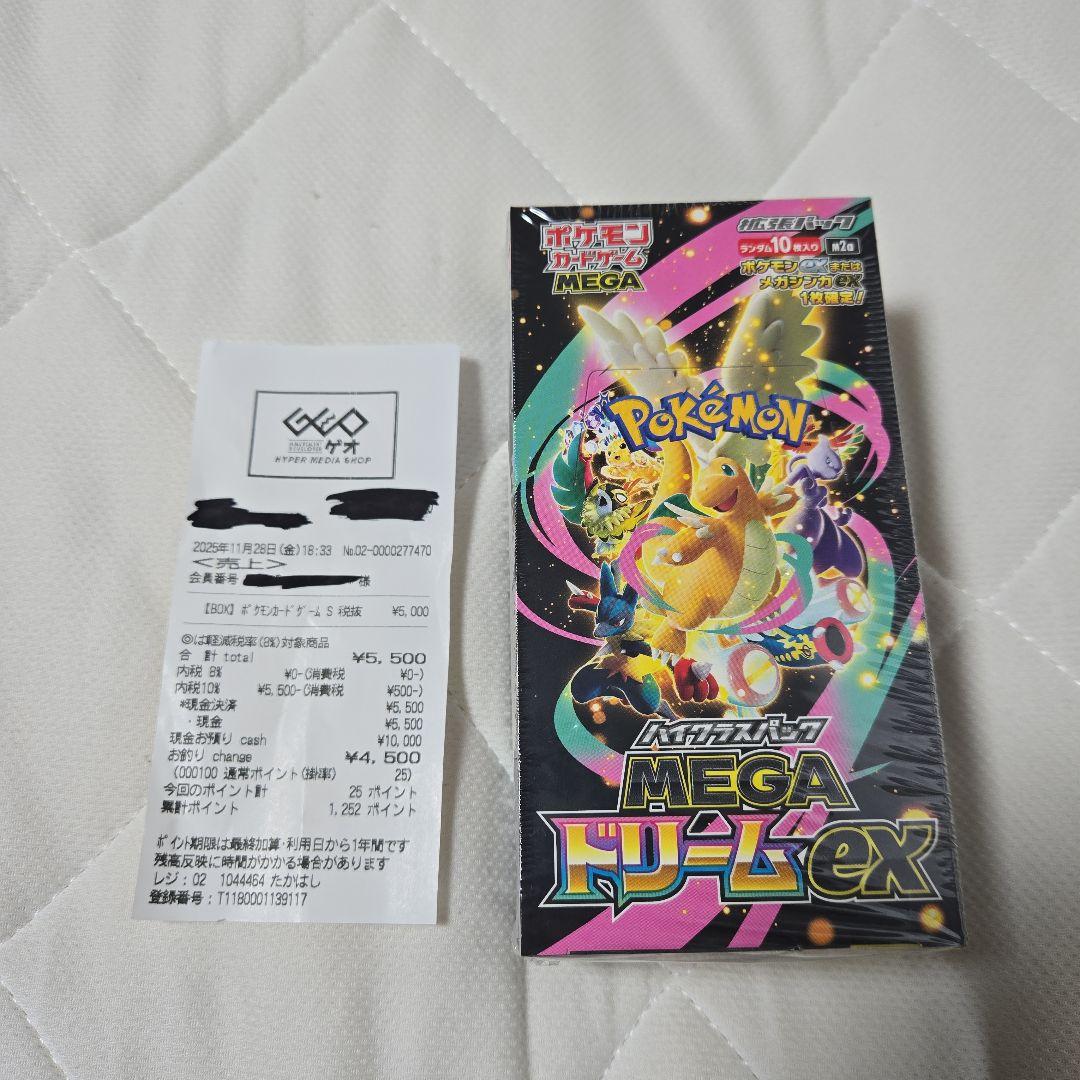 GEO
ゲオ
HYPER MEDIA SHOP
2025年11月28日(金)18:33 №02-0000277470
<売上>
会員番号 様
【BOX】ポケモンカードゲームS 税抜 ¥5,000
◎は軽減税率(8%)対象商品
合 計 total ¥5,500
内税 8% ¥0-(消費税 ¥0-)
内税10% ¥5,500-(消費税 ¥500-)
*現金決済 ¥5,500
・現金 ¥5,500
現金お預り cash ¥10,000
お釣り change ¥4,500
(000100 通常ポイント(掛率) 25)
今回のポイント計 25 ポイント
累計ポイント 1,252 ポイント
ポイント期限は最終加算・利用日から1年間です
残高反映に時間がかかる場合があります
レジ:02 1044464 たかはし
登録番号:T1180001139117
ポケモン
カードゲーム
MEGA
拡張パック
ランダム10枚入り
ポケモンexまたは
メガシンカex
1枚確定!
POKéMON
ハイクラスパック
MEGA
ドリームex